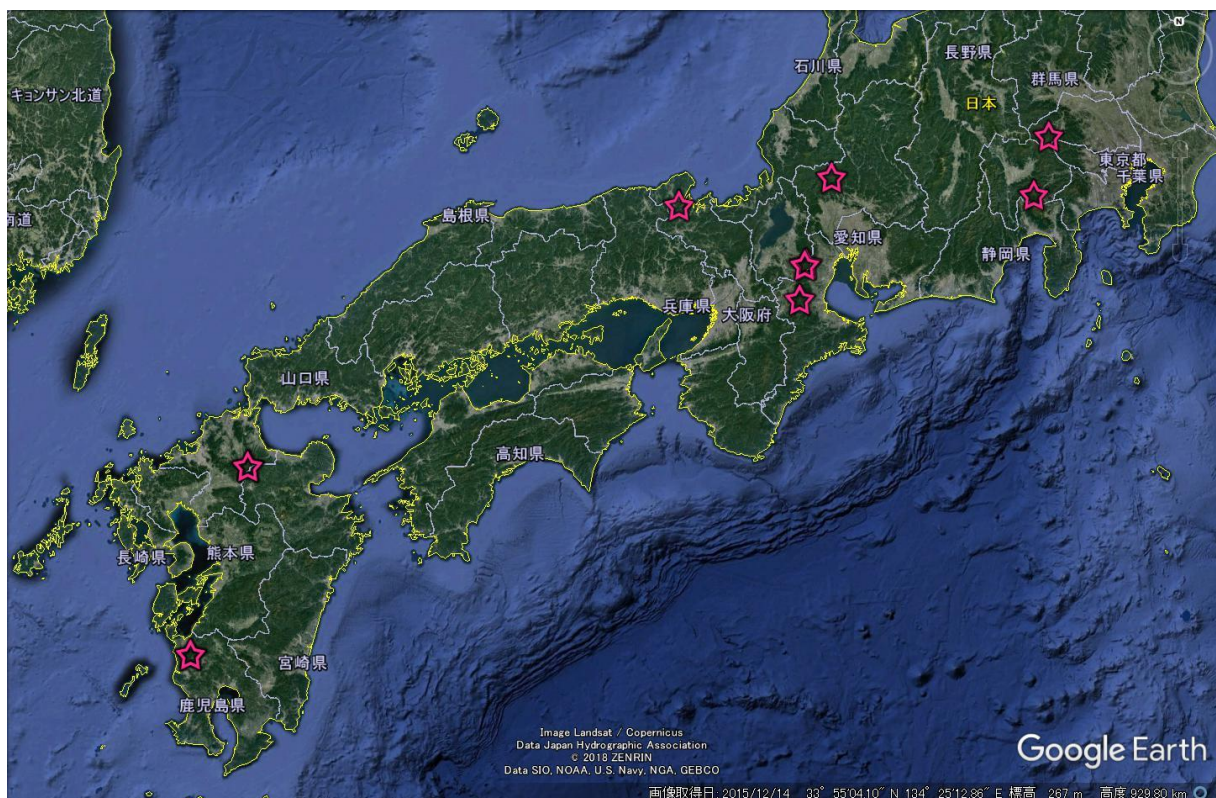 N
長野県
石川県
群馬県
キョンサン北道
日本
東京都
千葉県
南道
島根県
愛知県
静岡県
兵庫県
大阪府
山口県
高知県
長崎県
熊本県
宮崎県
鹿児島県
Image Landsat / Copernicus
Data Japan Hydrographic Association
© 2018 ZENRIN
Data SIO, NOAA, U.S. Navy, NGA, GEBCO
Google Earth
画像取得日: 2015/12/14 33° 55'04.10" N 134° 25'12.86" E 標高 267 m 高度 929.80 km